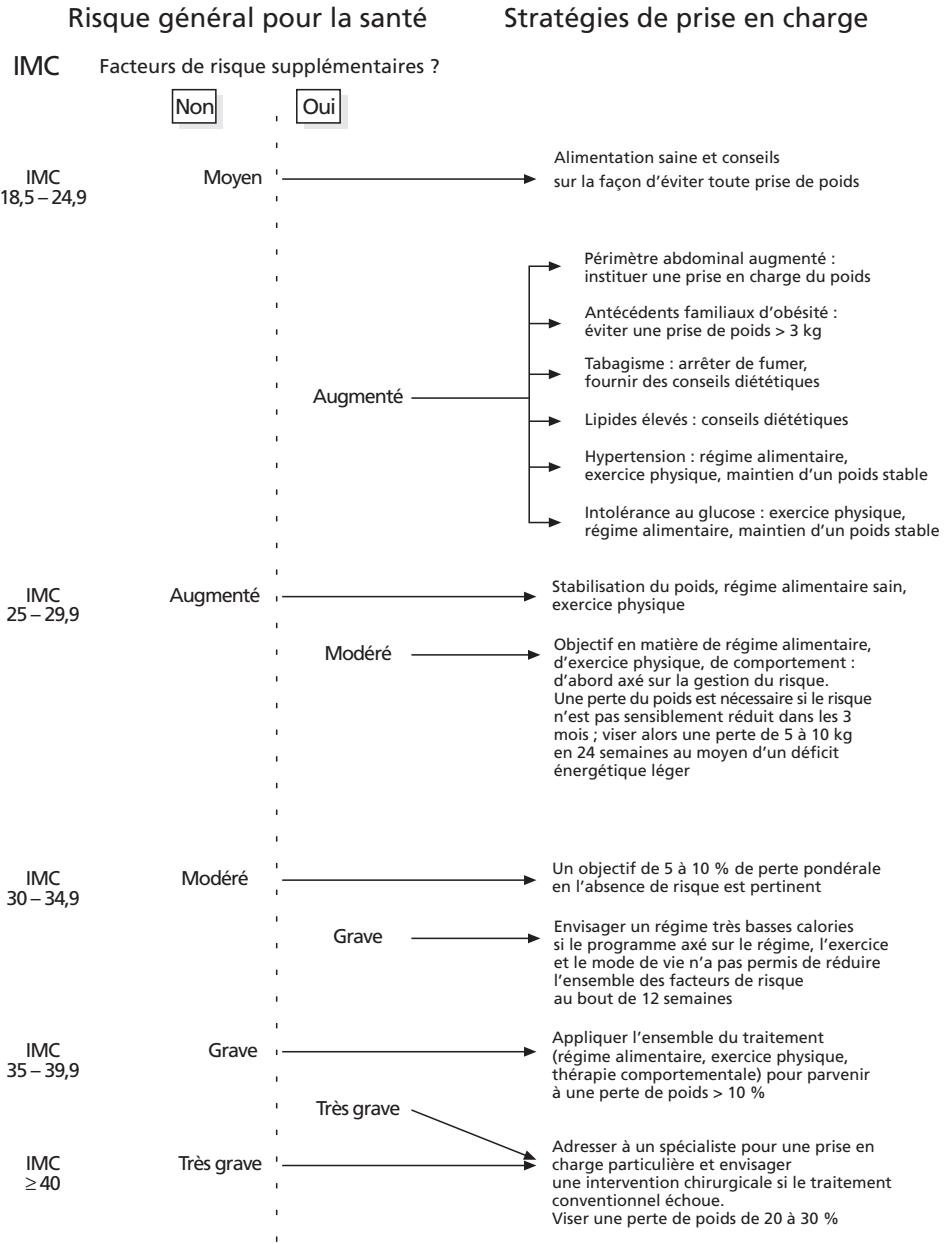 Risque général pour la santé
Stratégies de prise en charge
IMC
Facteurs de risque supplémentaires ?
Non
Oui
IMC
18,5 – 24,9
Moyen
Alimentation saine et conseils
sur la façon d’éviter toute prise de poids
Augmenté
Périmètre abdominal augmenté :
instituer une prise en charge du poids
Antécédents familiaux d’obésité :
éviter une prise de poids > 3 kg
Tabagisme : arrêter de fumer,
fournir des conseils diététiques
Lipides élevés : conseils diététiques
Hypertension : régime alimentaire,
exercice physique, maintien d’un poids stable
Intolérance au glucose : exercice physique,
régime alimentaire, maintien d’un poids stable
IMC
25 – 29,9
Augmenté
Stabilisation du poids, régime alimentaire sain,
exercice physique
Modéré
Objectif en matière de régime alimentaire,
d’exercice physique, de comportement :
d’abord axé sur la gestion du risque.
Une perte du poids est nécessaire si le risque
n’est pas sensiblement réduit dans les 3
mois ; viser alors une perte de 5 à 10 kg
en 24 semaines au moyen d’un déficit
énergétique léger
IMC
30 – 34,9
Modéré
Un objectif de 5 à 10 % de perte pondérale
en l’absence de risque est pertinent
Grave
Envisager un régime très basses calories
si le programme axé sur le régime, l’exercice
et le mode de vie n’a pas permis de réduire
l’ensemble des facteurs de risque
au bout de 12 semaines
IMC
35 – 39,9
Grave
Appliquer l’ensemble du traitement
(régime alimentaire, exercice physique,
thérapie comportementale) pour parvenir
à une perte de poids > 10 %
Très grave
IMC
≥ 40
Très grave
Adresser à un spécialiste pour une prise en
charge particulière et envisager
une intervention chirurgicale si le traitement
conventionnel échoue.
Viser une perte de poids de 20 à 30 %